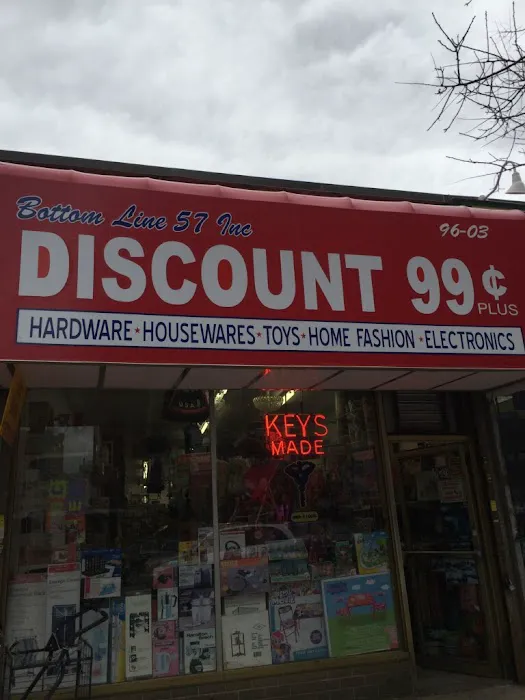 Bottom Line 57 Inc
96-03
DISCOUNT 99¢
PLUS
HARDWARE★HOUSEWARES★TOYS★HOME FASHION★ELECTRONICS
KEYS
MADE